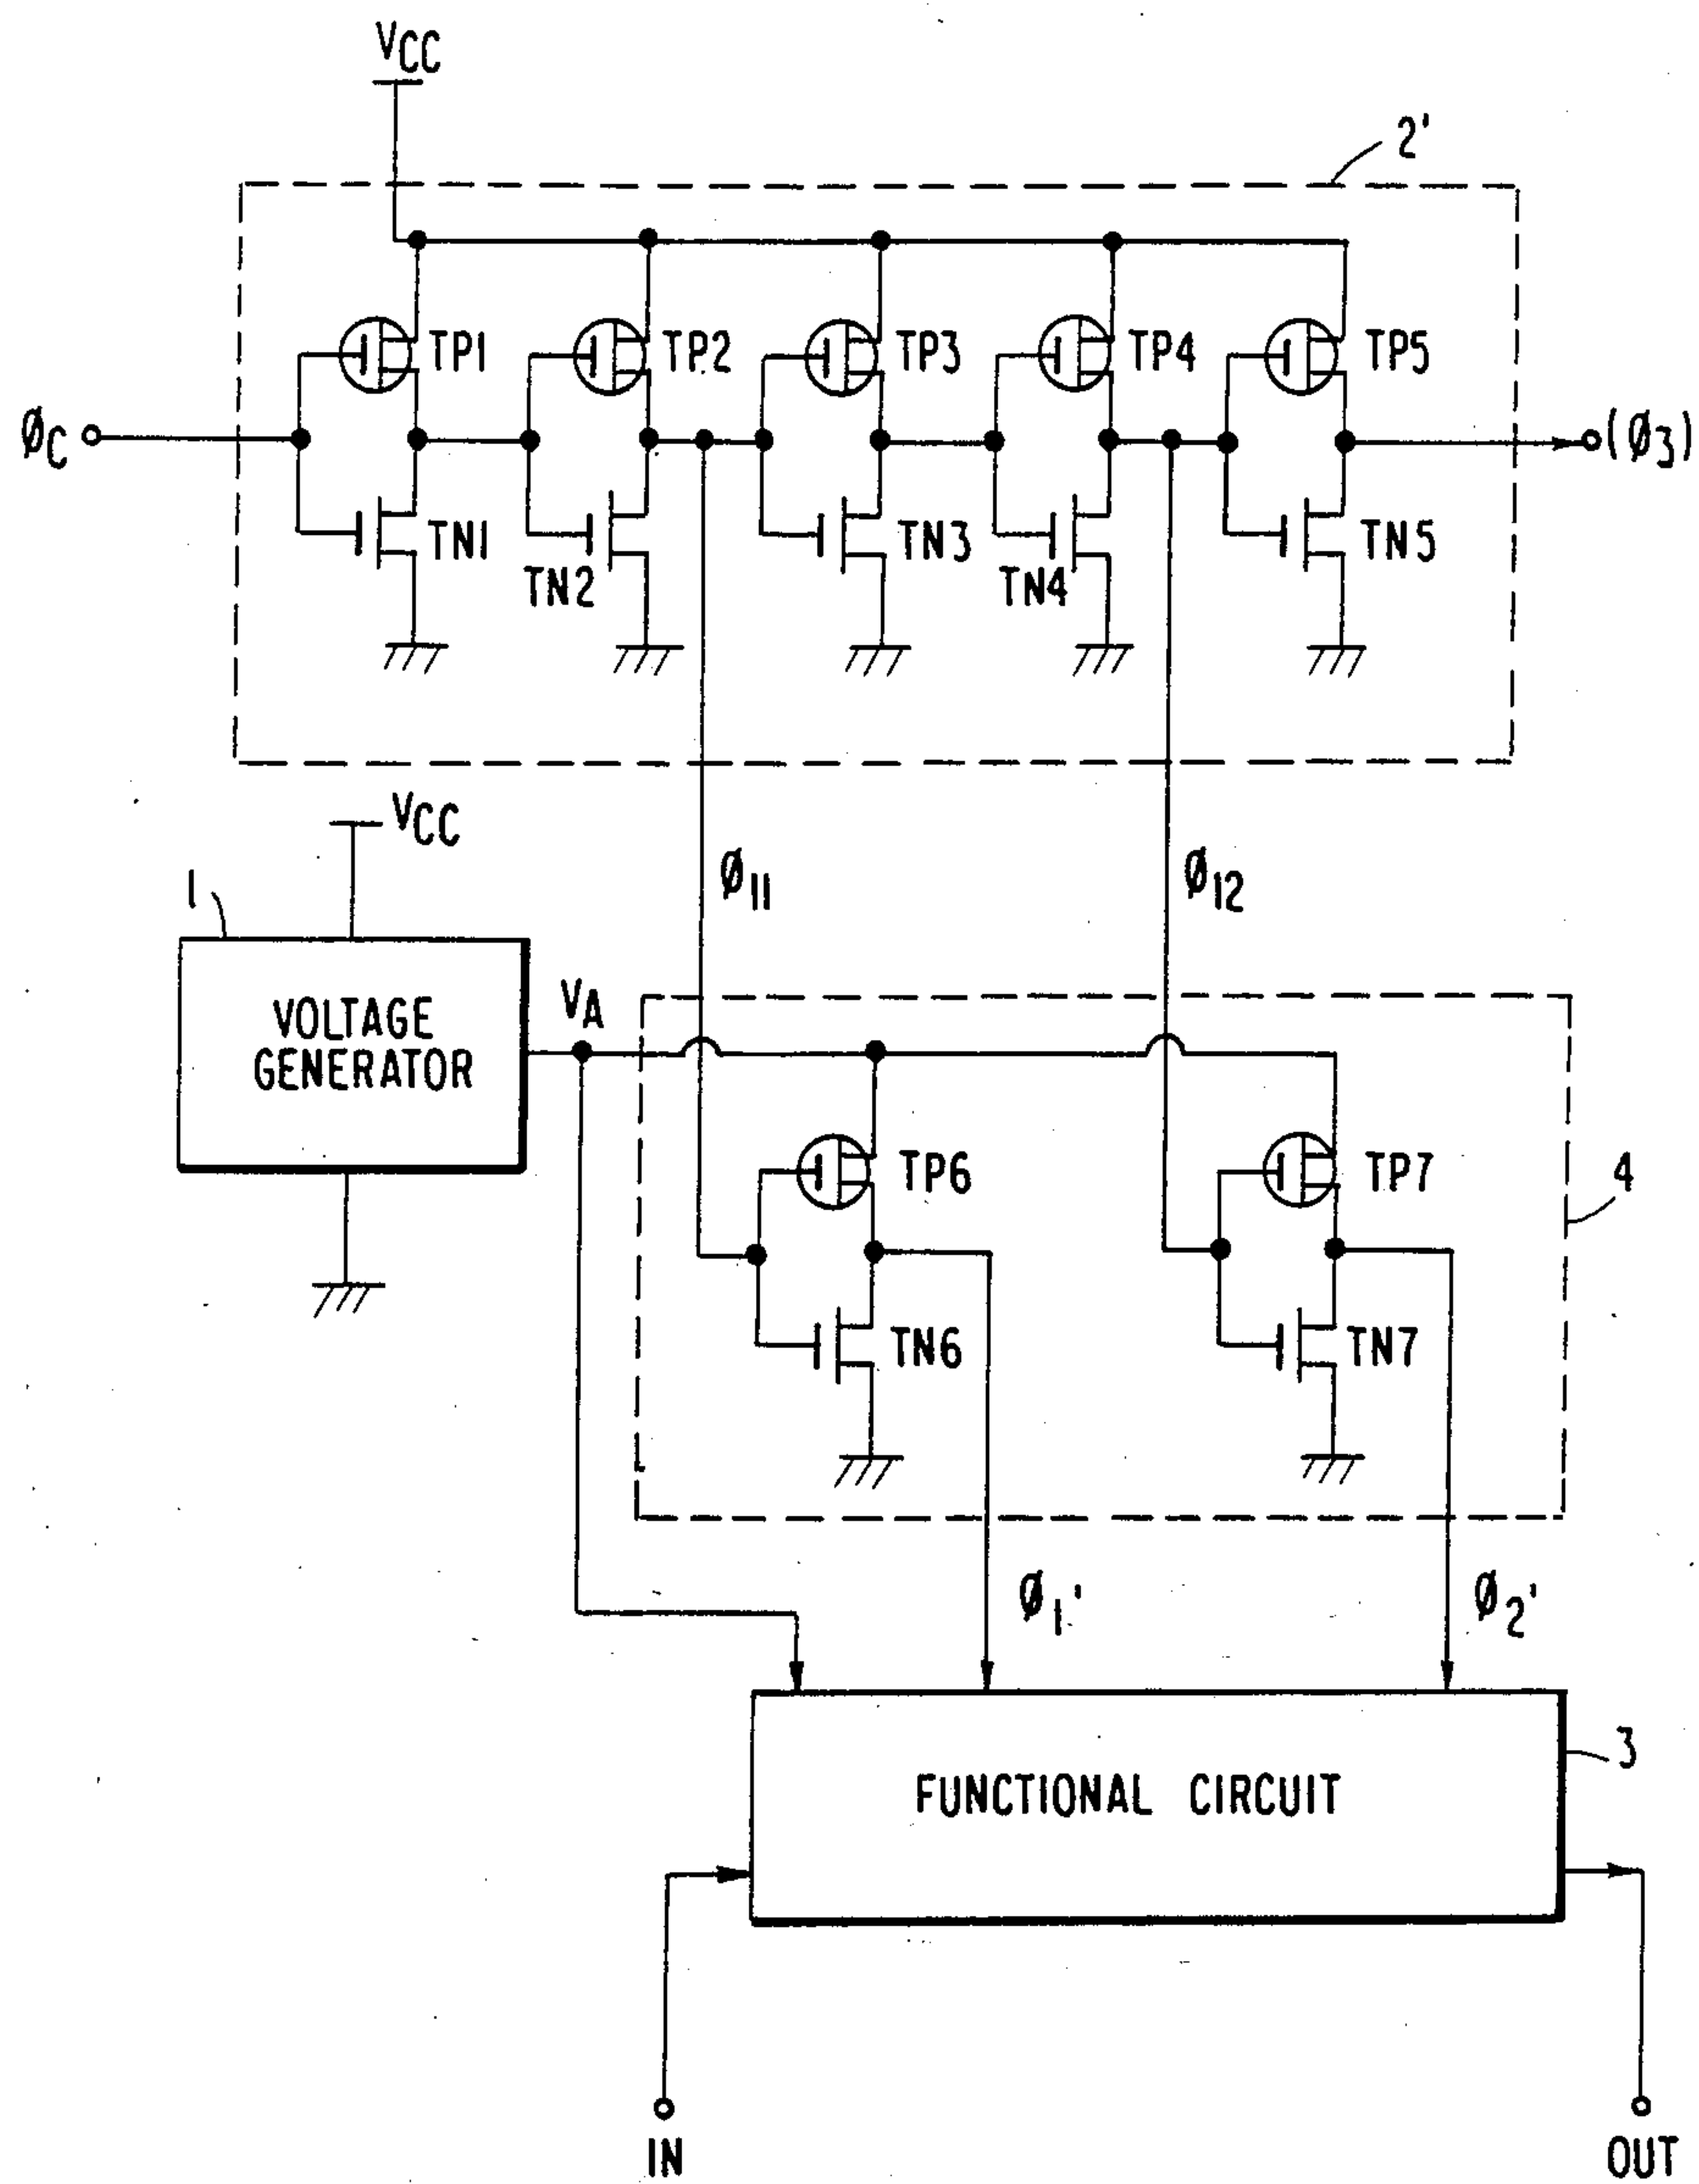 VCC
2'
TP1
TP2
TP3
TP4
TP5
ØC
(Ø3)
TN1
TN2
TN3
TN4
TN5
VCC
1
Ø11
Ø12
VOLTAGE
GENERATOR
VA
TP6
TP7
4
TN6
TN7
Ø1'
Ø2'
3
FUNCTIONAL CIRCUIT
IN
OUT